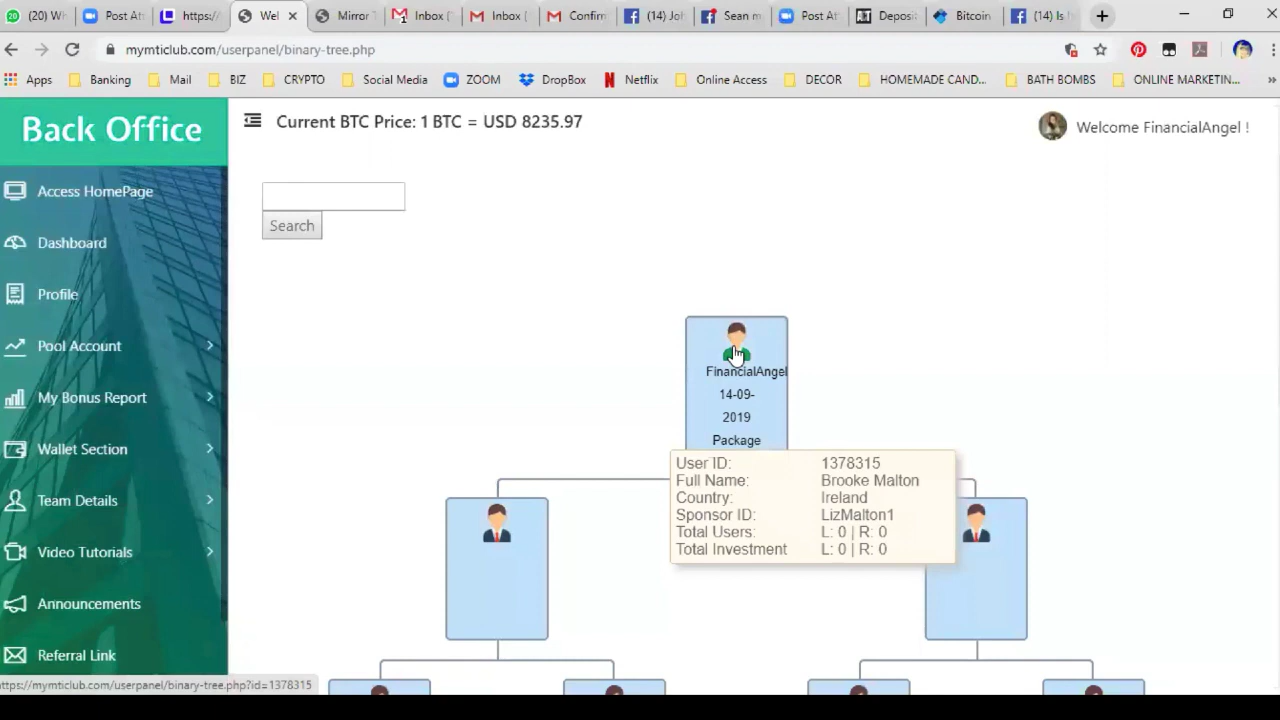 (20) W
Post At
https:/
Wel
Mirror T
Inbox (
Inbox (
Confirm
(14) Jo
Sean m
Post At
Deposi
Bitcoin
(14) Is
mymticlub.com/userpanel/binary-tree.php
Apps
Banking
Mail
BIZ
CRYPTO
Social Media
ZOOM
DropBox
Netflix
Online Access
DECOR
HOMEMADE CAND...
BATH BOMBS
ONLINE MARKETIN...
Back Office
Current BTC Price: 1 BTC = USD 8235.97
Welcome FinancialAngel !
Access HomePage
Dashboard
Profile
Pool Account
My Bonus Report
Wallet Section
Team Details
Video Tutorials
Announcements
Referral Link
Search
FinancialAngel
14-09-
2019
Package
User ID: 1378315
Full Name: Brooke Malton
Country: Ireland
Sponsor ID: LizMalton1
Total Users: L: 0 | R: 0
Total Investment L: 0 | R: 0
https://mymticlub.com/userpanel/binary-tree.php?id=1378315